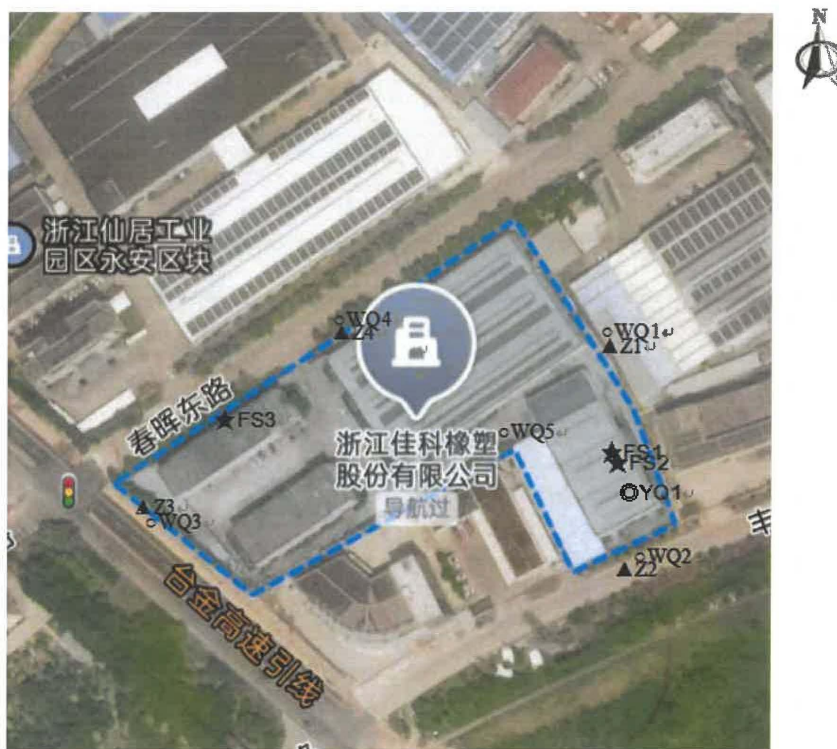 N
浙江仙居工业
园区永安区块
WQ4
▲Z4
WQ1
▲Z1
春晖东路
★FS3
浙江佳科橡塑
股份有限公司
导航过
WQ5
★FS1
★FS2
◎YQ1
▲Z3
WQ3
WQ2
▲Z2
丰
台金高速引线